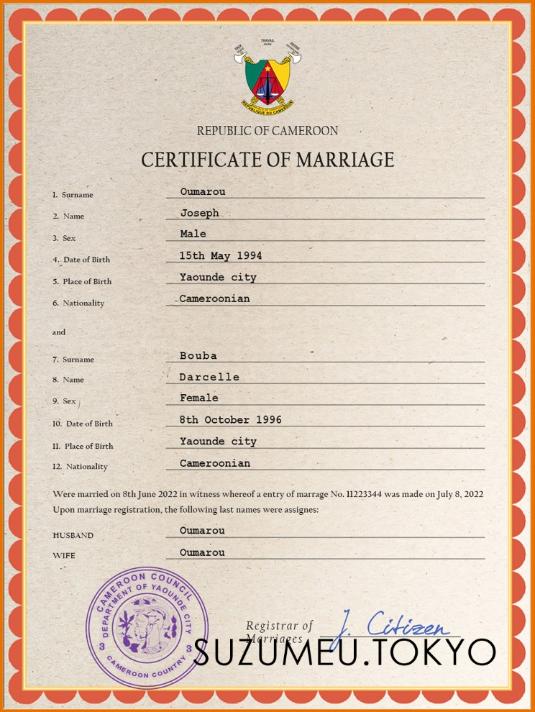 REPUBLIC OF CAMEROON
CERTIFICATE OF MARRIAGE
1. Surname Oumarou
2. Name Joseph
3. Sex Male
4. Date of Birth 15th May 1994
5. Place of Birth Yaounde city
6. Nationality Cameroonian
and
7. Surname Bouba
8. Name Darcelle
9. Sex Female
10. Date of Birth 8th October 1996
11. Place of Birth Yaounde city
12. Nationality Cameroonian
Were married on 8th June 2022 in witness whereof a entry of marrage No. 11223344 was made on July 8, 2022
Upon marriage registration, the following last names were assignes:
HUSBAND Oumarou
WIFE Oumarou
CAMEROON COUNCIL
DEPARTMENT OF YAOUNDE CITY
3 3
CAMEROON COUNTRY
Registrar of
Marriages
J. Citizen
SUZUMEU.TOKYO